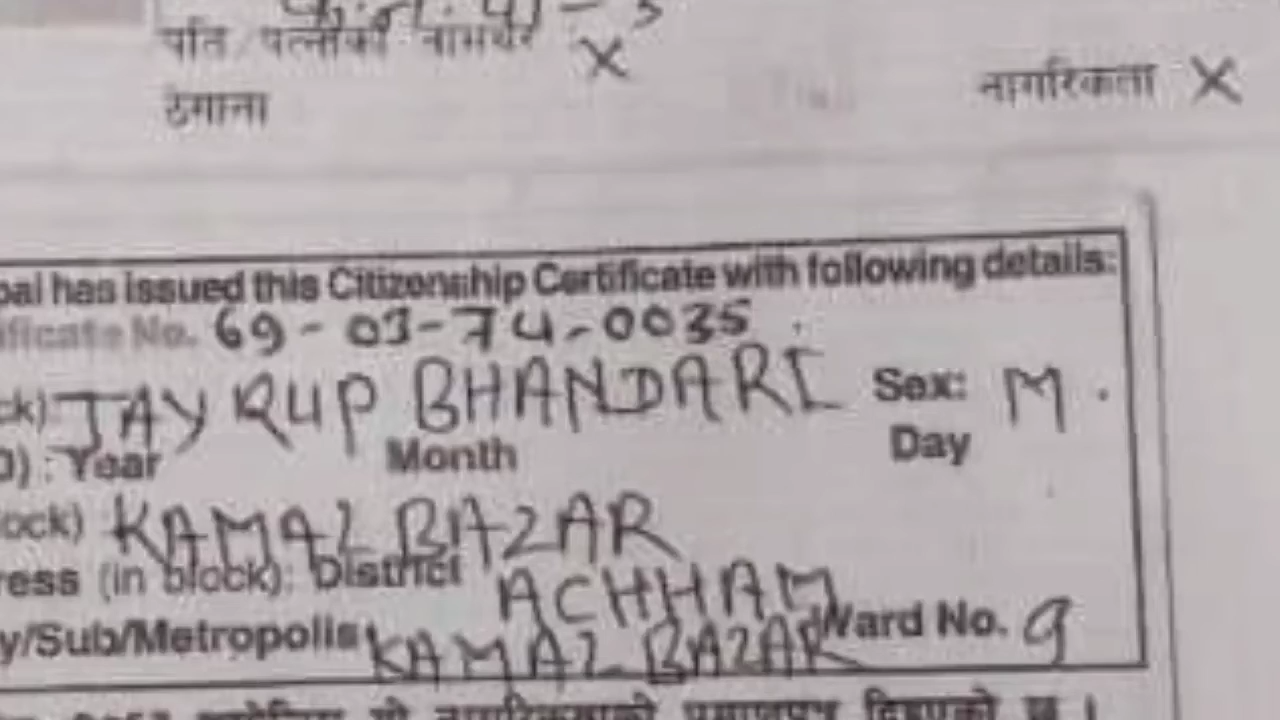 पति/पत्नीको नामथर X
ठेगाना नागरिकता X
pal has issued this Citizenship Certificate with following details:
ificate No. 69-03-74-0035
ck) JAY RUP BHANDARI Sex: M.
D): Year Month Day
ock) KAMAL BAZAR
ress (in block): District ACHHAM
y/Sub/Metropolis KAMAL BAZAR Ward No. 9